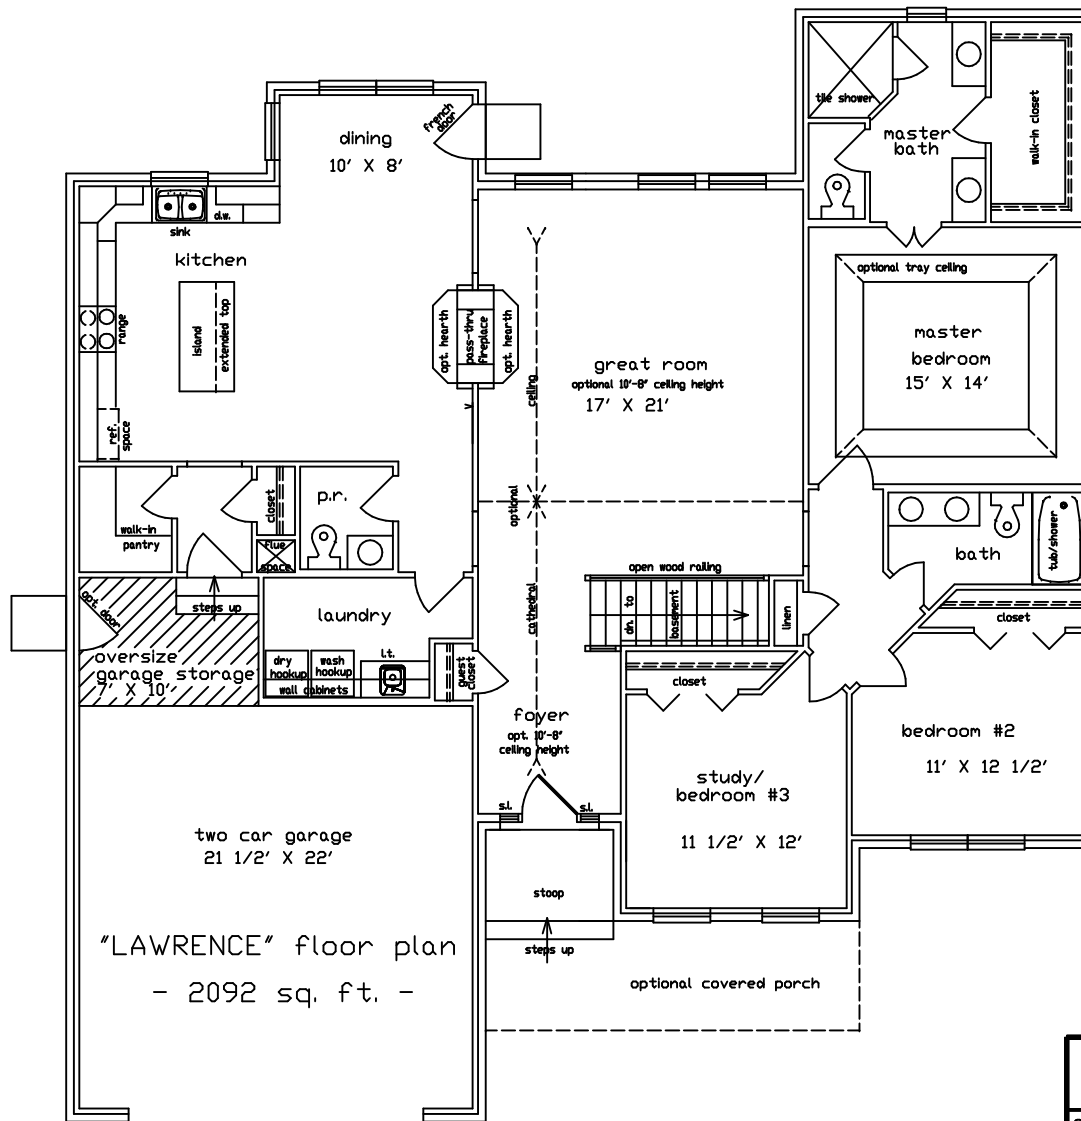 tile shower
master
bath
walk-in closet
french
door
dining
10' X 8'
d.w.
sink
kitchen
optional tray ceiling
range
Island
extended top
opt. hearth
pass-thru
fireplace
opt. hearth
great room
optional 10'-8" ceiling height
17' X 21'
ceiling
master
bedroom
15' X 14'
ref.
space
walk-in
pantry
closet
p.r.
flue
space
optional
bath
tub/shower
open wood railing
steps up
opt. door
laundry
cathedral
dn. to
basement
linen
closet
oversize
garage storage
7' X 10'
dry
hookup
wash
hookup
l.t.
wall cabinets
guest
closet
closet
foyer
opt. 10'-8"
ceiling height
bedroom #2
11' X 12 1/2'
study/
bedroom #3
11 1/2' X 12'
s.l.
s.l.
two car garage
21 1/2' X 22'
stoop
steps up
"LAWRENCE" floor plan
- 2092 sq. ft. -
optional covered porch